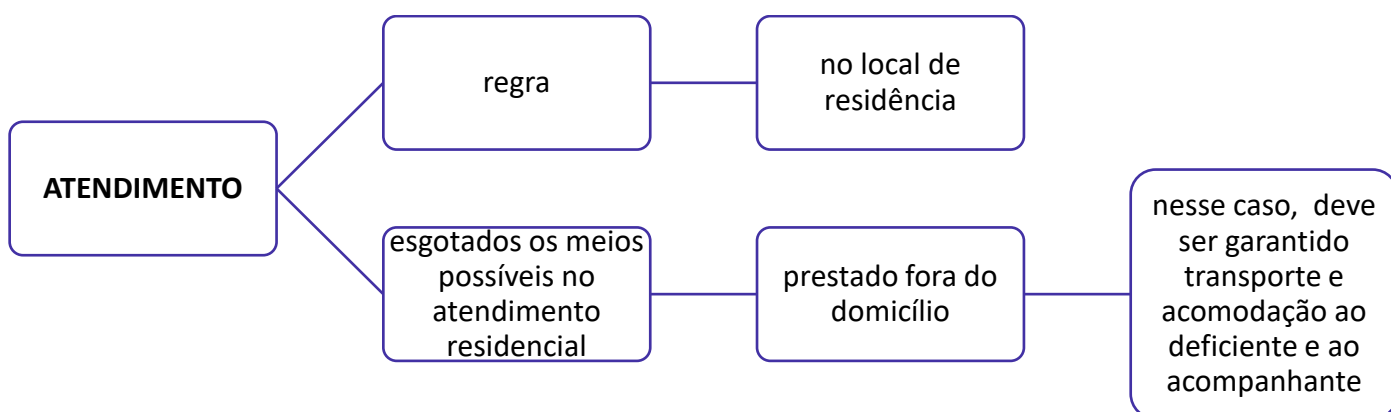 ATENDIMENTO
regra
no local de
residência
esgotados os meios
possíveis no
atendimento
residencial
prestado fora do
domicílio
nesse caso, deve
ser garantido
transporte e
acomodação ao
deficiente e ao
acompanhante